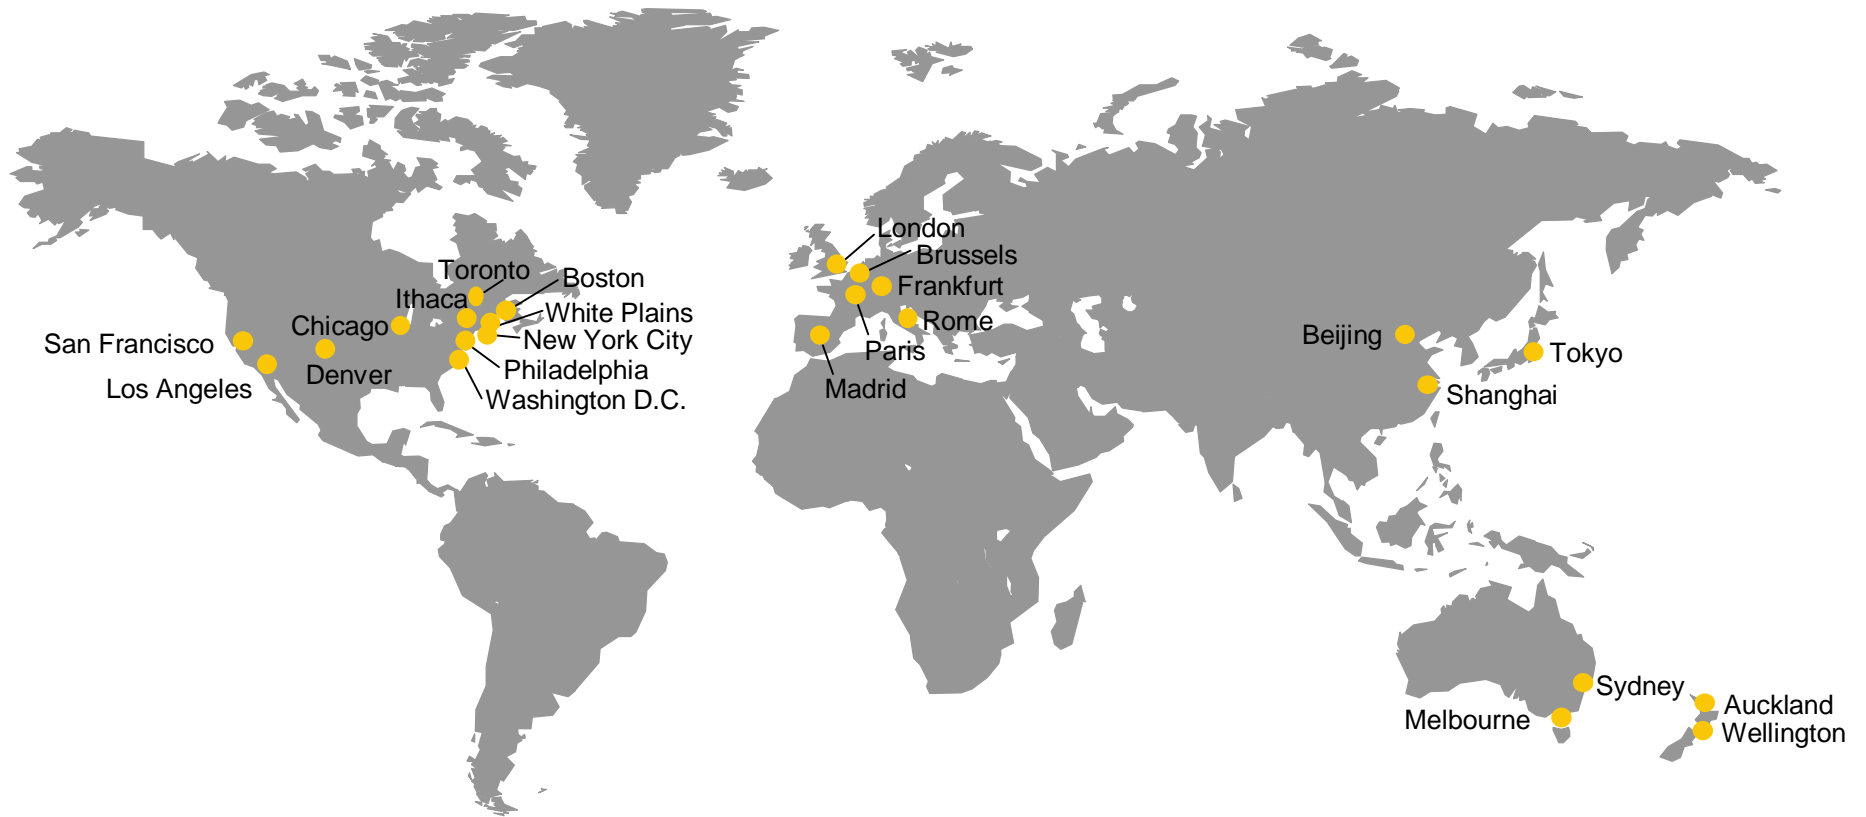 London
Brussels
Toronto
Boston
Frankfurt
Ithaca
White Plains
Rome
Chicago
New York City
Beijing
San Francisco
Paris
Tokyo
Denver
Philadelphia
Los Angeles
Madrid
Shanghai
Washington D.C.
Sydney
Auckland
Melbourne
Wellington